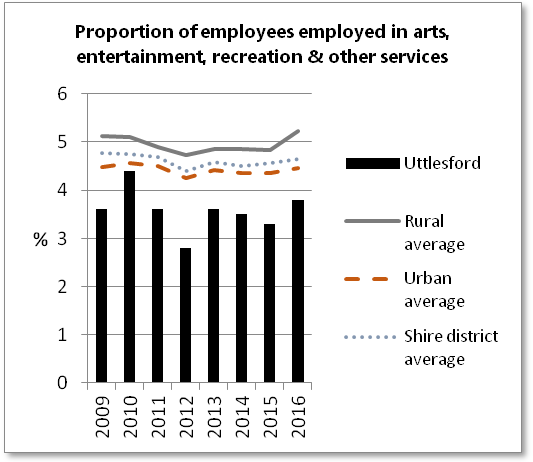 Proportion of employees employed in arts,
entertainment, recreation & other services
6
5
4
3
2
1
0
%
2009
2010
2011
2012
2013
2014
2015
2016
Uttlesford
Rural
average
Urban
average
Shire district
average